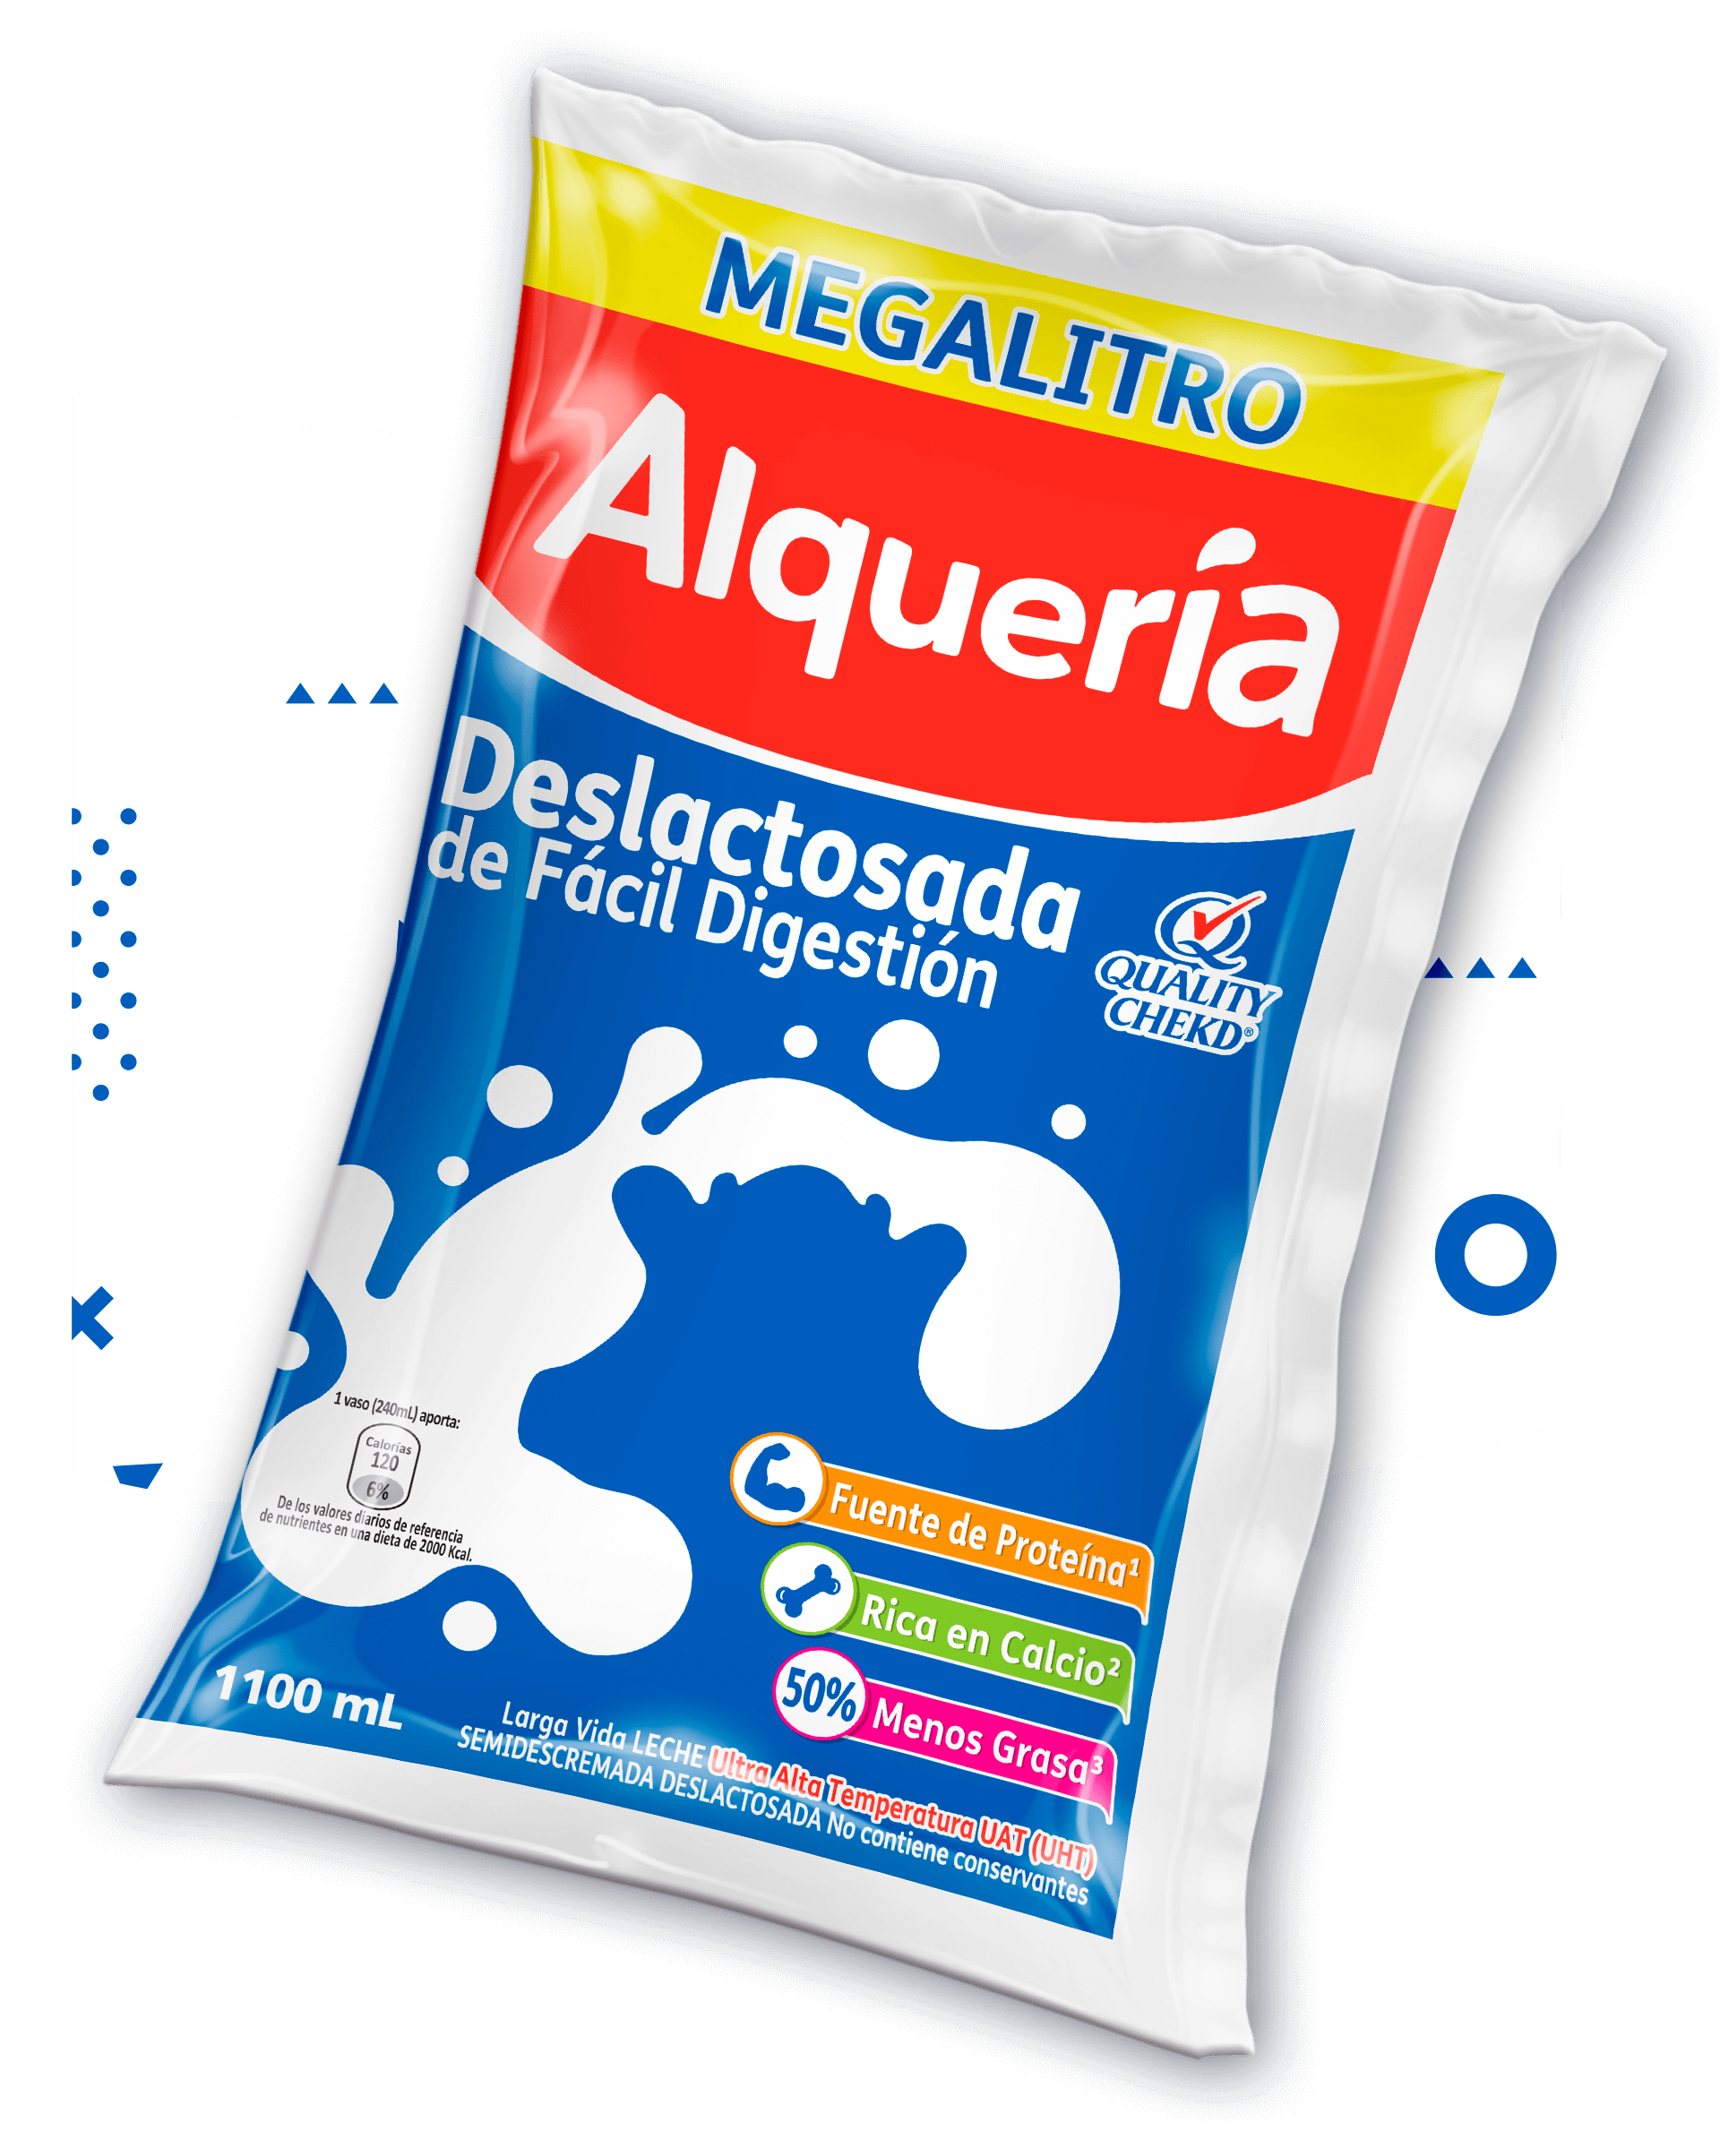 MEGALITRO
Alquería
Deslactosada
de Fácil Digestión
QUALITY
CHEKD®
1 vaso (240mL) aporta:
Calorías
120
6%
De los valores diarios de referencia
de nutrientes en una dieta de 2000 Kcal.
Fuente de Proteína¹
Rica en Calcio²
50% Menos Grasa³
1100 mL
Larga Vida LECHE Ultra Alta Temperatura UAT (UHT)
SEMIDESCREMADA DESLACTOSADA No contiene conservantes